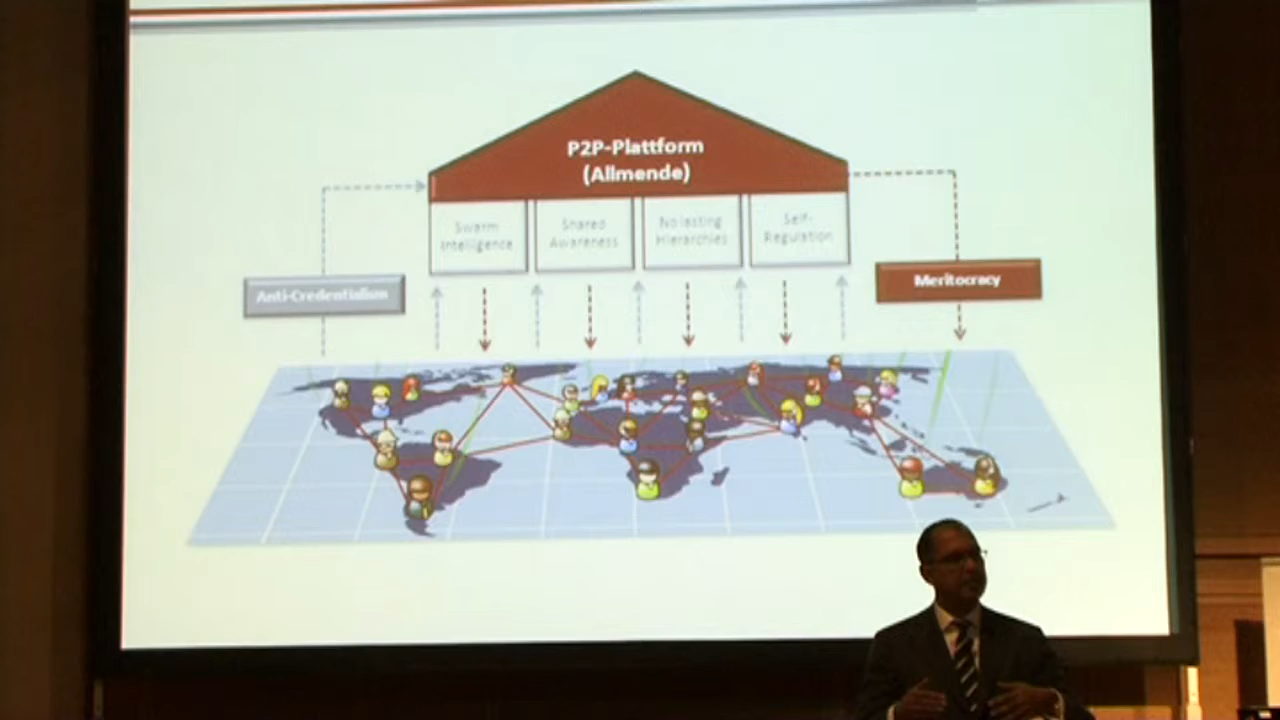 P2P-Plattform
(Allmende)
Swarm
Intelligence
Shared
Awareness
No lasting
Hierarchies
Self-
Regulation
Anti-Credentialism
Meritocracy